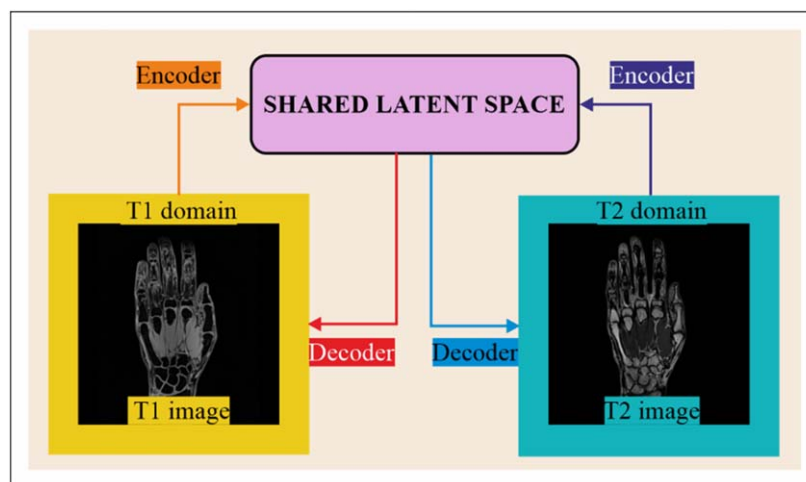 Encoder
Encoder
SHARED LATENT SPACE
T1 domain
T2 domain
Decoder
Decoder
T1 image
T2 image